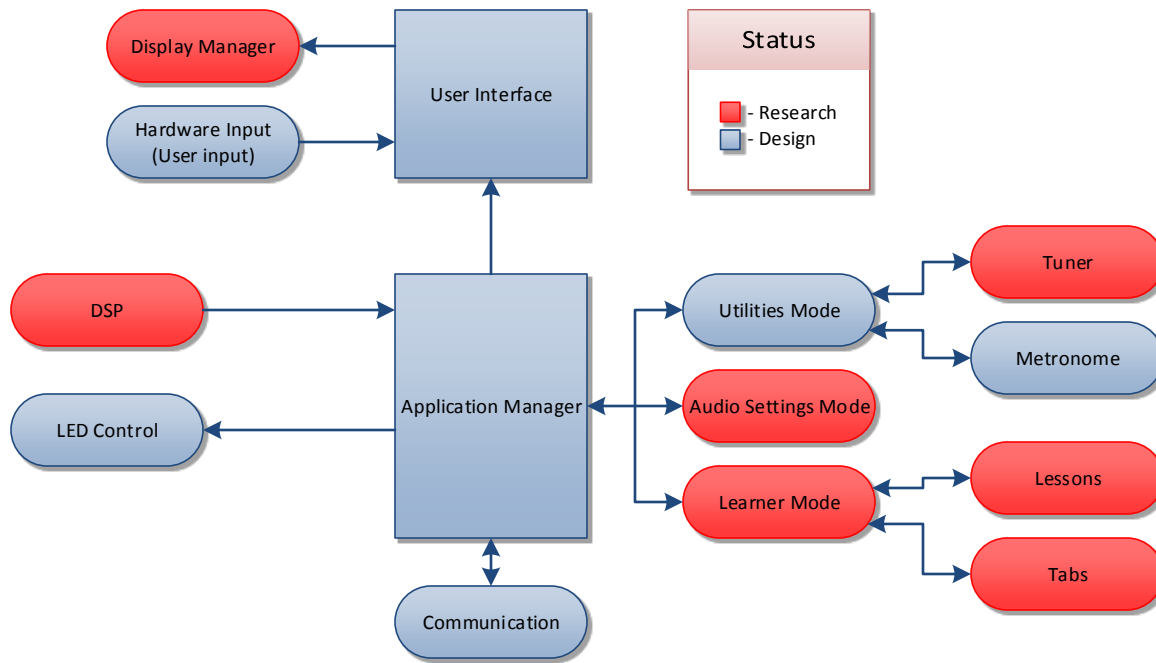 Display Manager
User Interface
Status
Hardware Input
(User input)
- Research
- Design
DSP
Utilities Mode
Tuner
Metronome
LED Control
Application Manager
Audio Settings Mode
Learner Mode
Lessons
Tabs
Communication